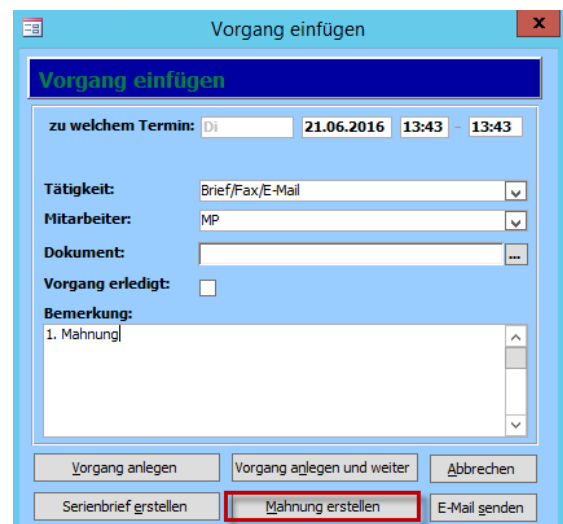 Vorgang einfügen
x
Vorgang einfügen
zu welchem Termin: Di 21.06.2016 13:43 - 13:43
Tätigkeit: Brief/Fax/E-Mail
Mitarbeiter: MP
Dokument: ...
Vorgang erledigt:
Bemerkung:
1. Mahnung
Vorgang anlegen Vorgang anlegen und weiter Abbrechen
Serienbrief erstellen Mahnung erstellen E-Mail senden